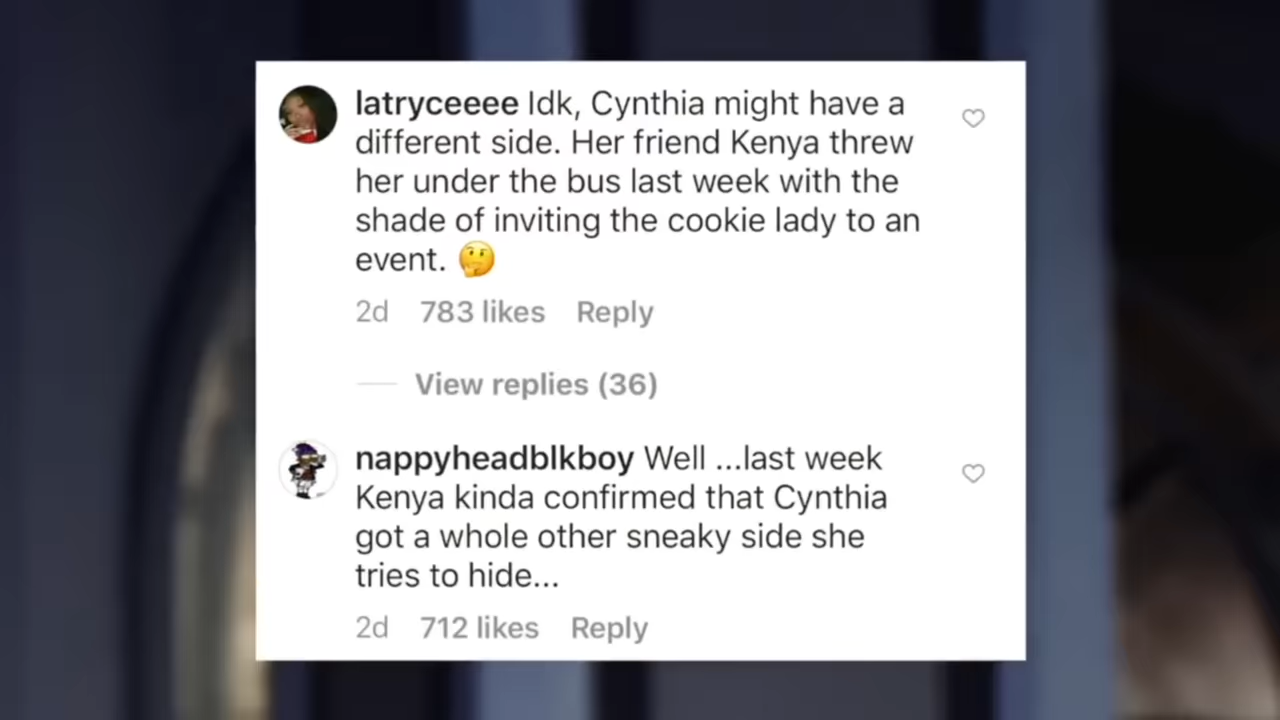 latryceeee Idk, Cynthia might have a
different side. Her friend Kenya threw
her under the bus last week with the
shade of inviting the cookie lady to an
event. 🤔
2d 783 likes Reply
View replies (36)
nappyheadblkboy Well ...last week
Kenya kinda confirmed that Cynthia
got a whole other sneaky side she
tries to hide...
2d 712 likes Reply